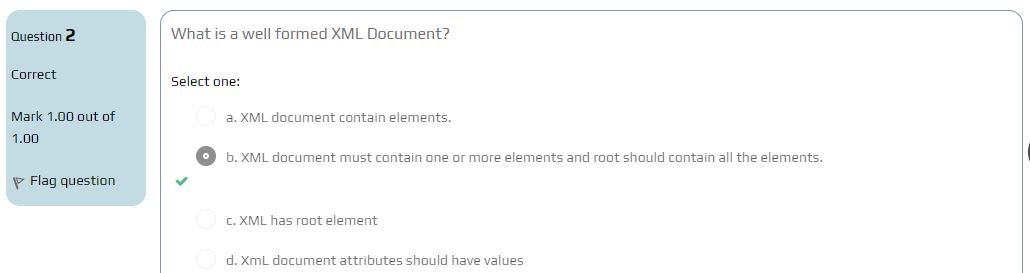 Question 2
Correct
Mark 1.00 out of
1.00
Flag question
What is a well formed XML Document?
Select one:
a. XML document contain elements.
b. XML document must contain one or more elements and root should contain all the elements.
c. XML has root element
d. XmL document attributes should have values